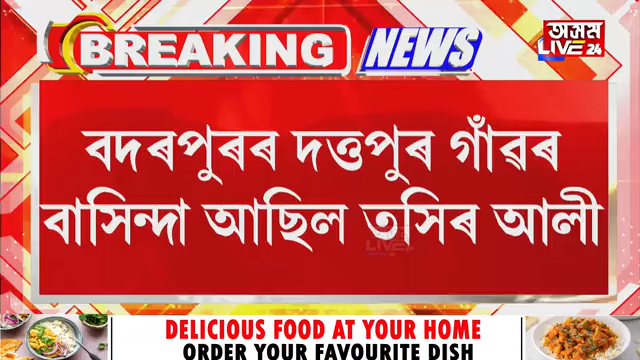 BREAKING NEWS
অসম
LIVE 24
বদৰপুৰৰ দত্তপুৰ গাঁৱৰ
বাসিন্দা আছিল তসিৰ আলী
LIVE
DELICIOUS FOOD AT YOUR HOME
ORDER YOUR FAVOURITE DISH